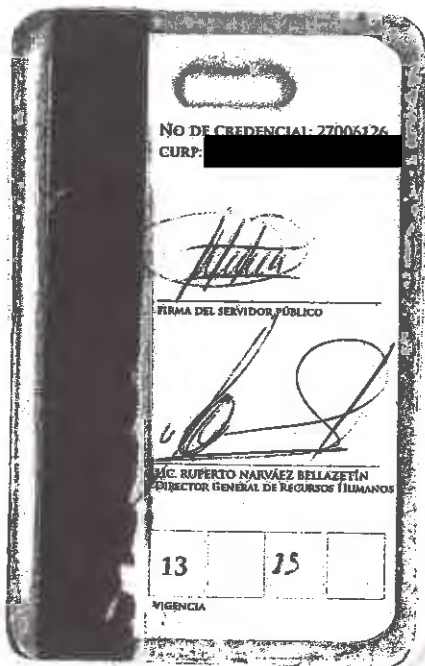 NO DE CREDENCIAL: 27006126
CURP:
FIRMA DEL SERVIDOR PÚBLICO
RUPERTO NARVÁEZ BELLAZETÍN
DIRECTOR GENERAL DE RECURSOS HUMANOS
13 15
VIGENCIA